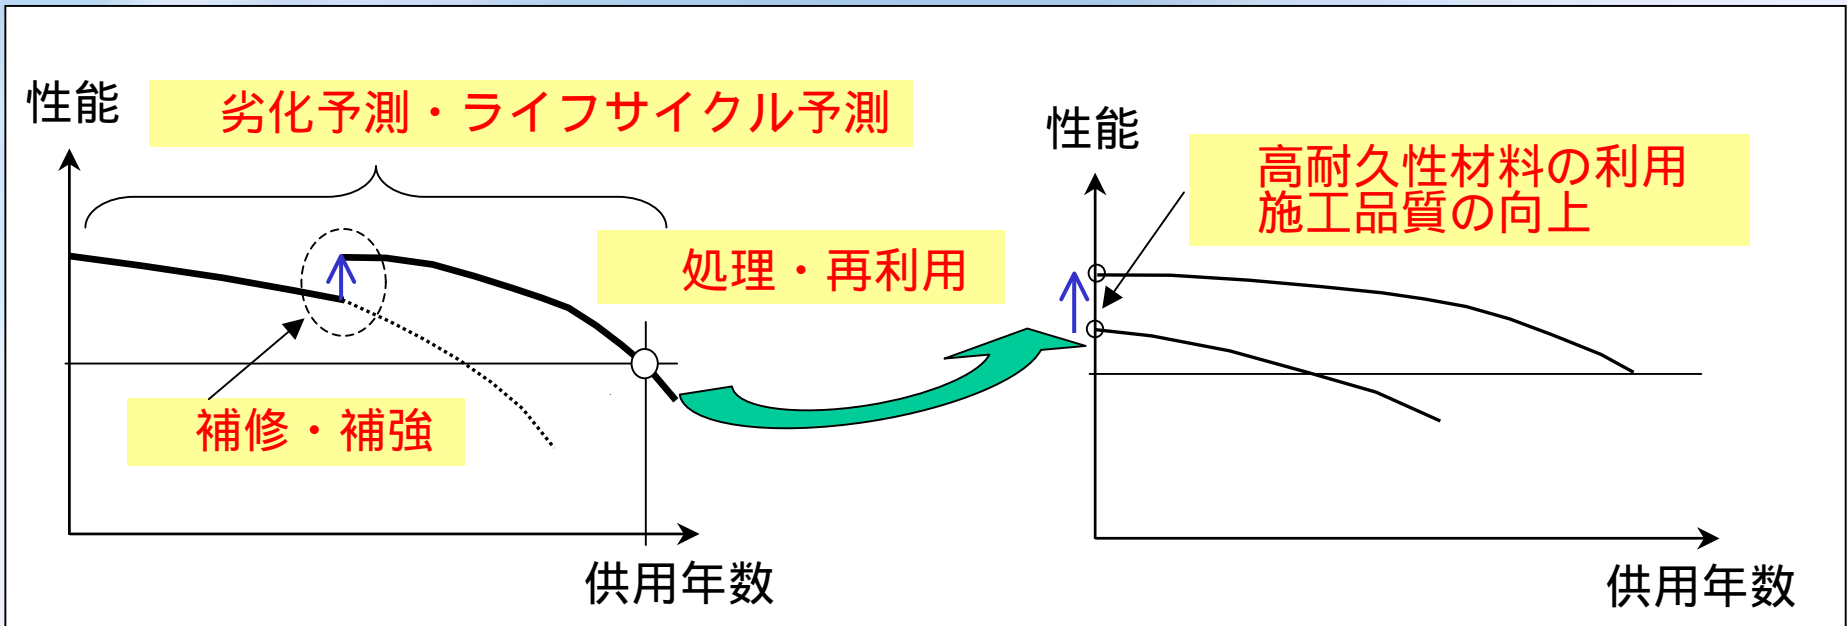 性能
劣化予測・ライフサイクル予測
処理・再利用
補修・補強
供用年数
性能
高耐久性材料の利用
施工品質の向上
供用年数